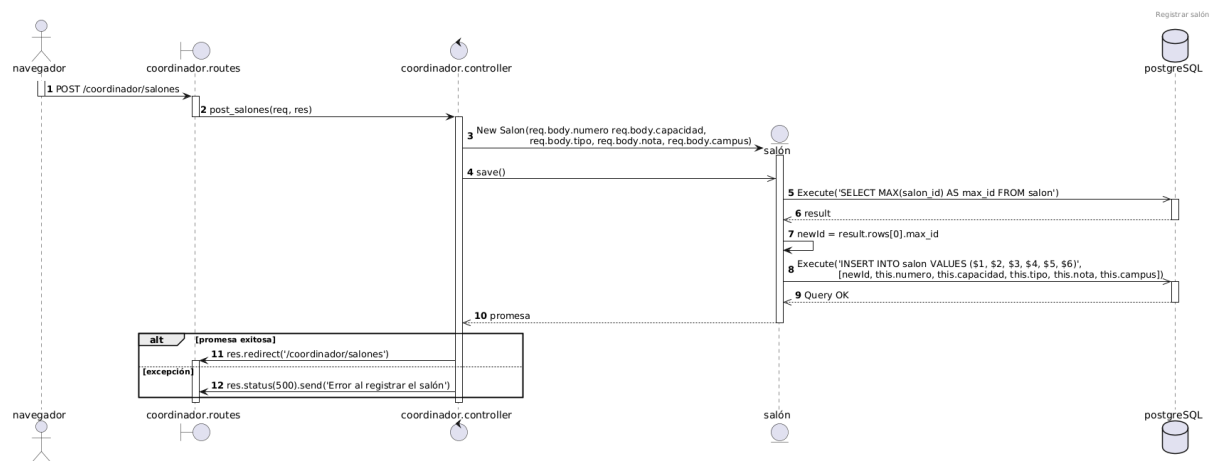 Registrar salón
navegador
coordinador.routes
coordinador.controller
postgreSQL
1 POST /coordinador/salones
2 post_salones(req, res)
3 New Salon(req.body.numero req.body.capacidad,
req.body.tipo, req.body.nota, req.body.campus)
salón
4 save()
5 Execute('SELECT MAX(salon_id) AS max_id FROM salon')
6 result
7 newId = result.rows[0].max_id
8 Execute('INSERT INTO salon VALUES ($1, $2, $3, $4, $5, $6)',
[newId, this.numero, this.capacidad, this.tipo, this.nota, this.campus])
9 Query OK
10 promesa
alt [promesa exitosa]
11 res.redirect('/coordinador/salones')
[excepción]
12 res.status(500).send('Error al registrar el salón')
navegador
coordinador.routes
coordinador.controller
salón
postgreSQL